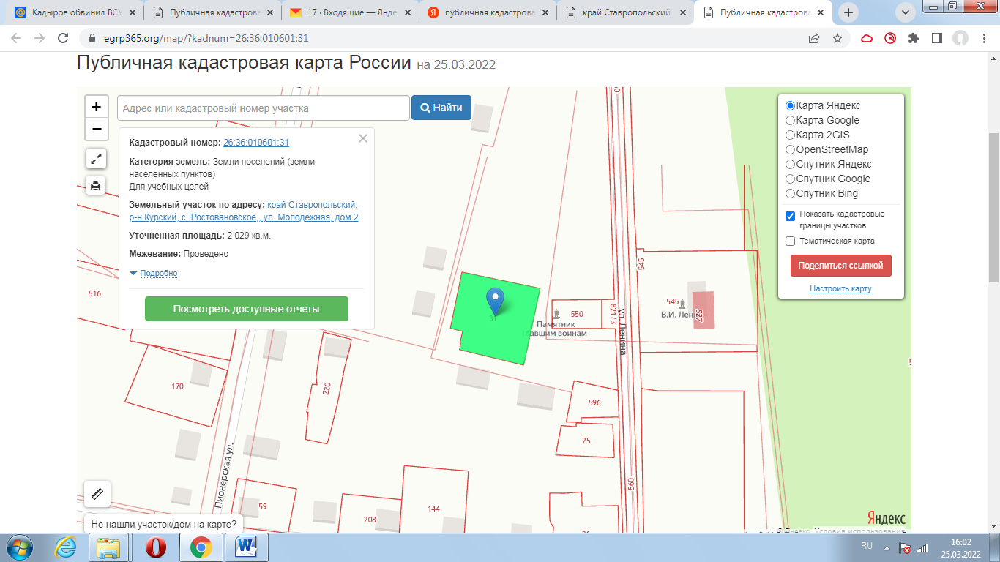 Кадыров обвинил ВСУ
Публичная кадастрова
17 · Входящие — Янде
публичная кадастрова
край Ставропольский,
Публичная кадастрова
egrp365.org/map/?kadnum=26:36:010601:31
Публичная кадастровая карта России на 25.03.2022
+
−
Адрес или кадастровый номер участка
Найти
Кадастровый номер: 26:36:010601:31
Категория земель: Земли поселений (земли
населенных пунктов)
Для учебных целей
Земельный участок по адресу: край Ставропольский,
р-н Курский, с. Ростовановское,, ул. Молодежная, дом 2
Уточненная площадь: 2 029 кв.м.
Межевание: Проведено
Подробно
Посмотреть доступные отчеты
Карта Яндекс
Карта Google
Карта 2GIS
OpenStreetMap
Спутник Яндекс
Спутник Google
Спутник Bing
Показать кадастровые
границы участков
Тематическая карта
Поделиться ссылкой
Настроить карту
516
31
550
Памятник
павшим воинам
821/3
ул. Ленина
545
545
В.И. Ленин
527
170
220
596
25
560
Пионерская ул.
59
208
144
Не нашли участок/дом на карте?
Яндекс
© Яндекс Условия использования
RU
16:02
25.03.2022